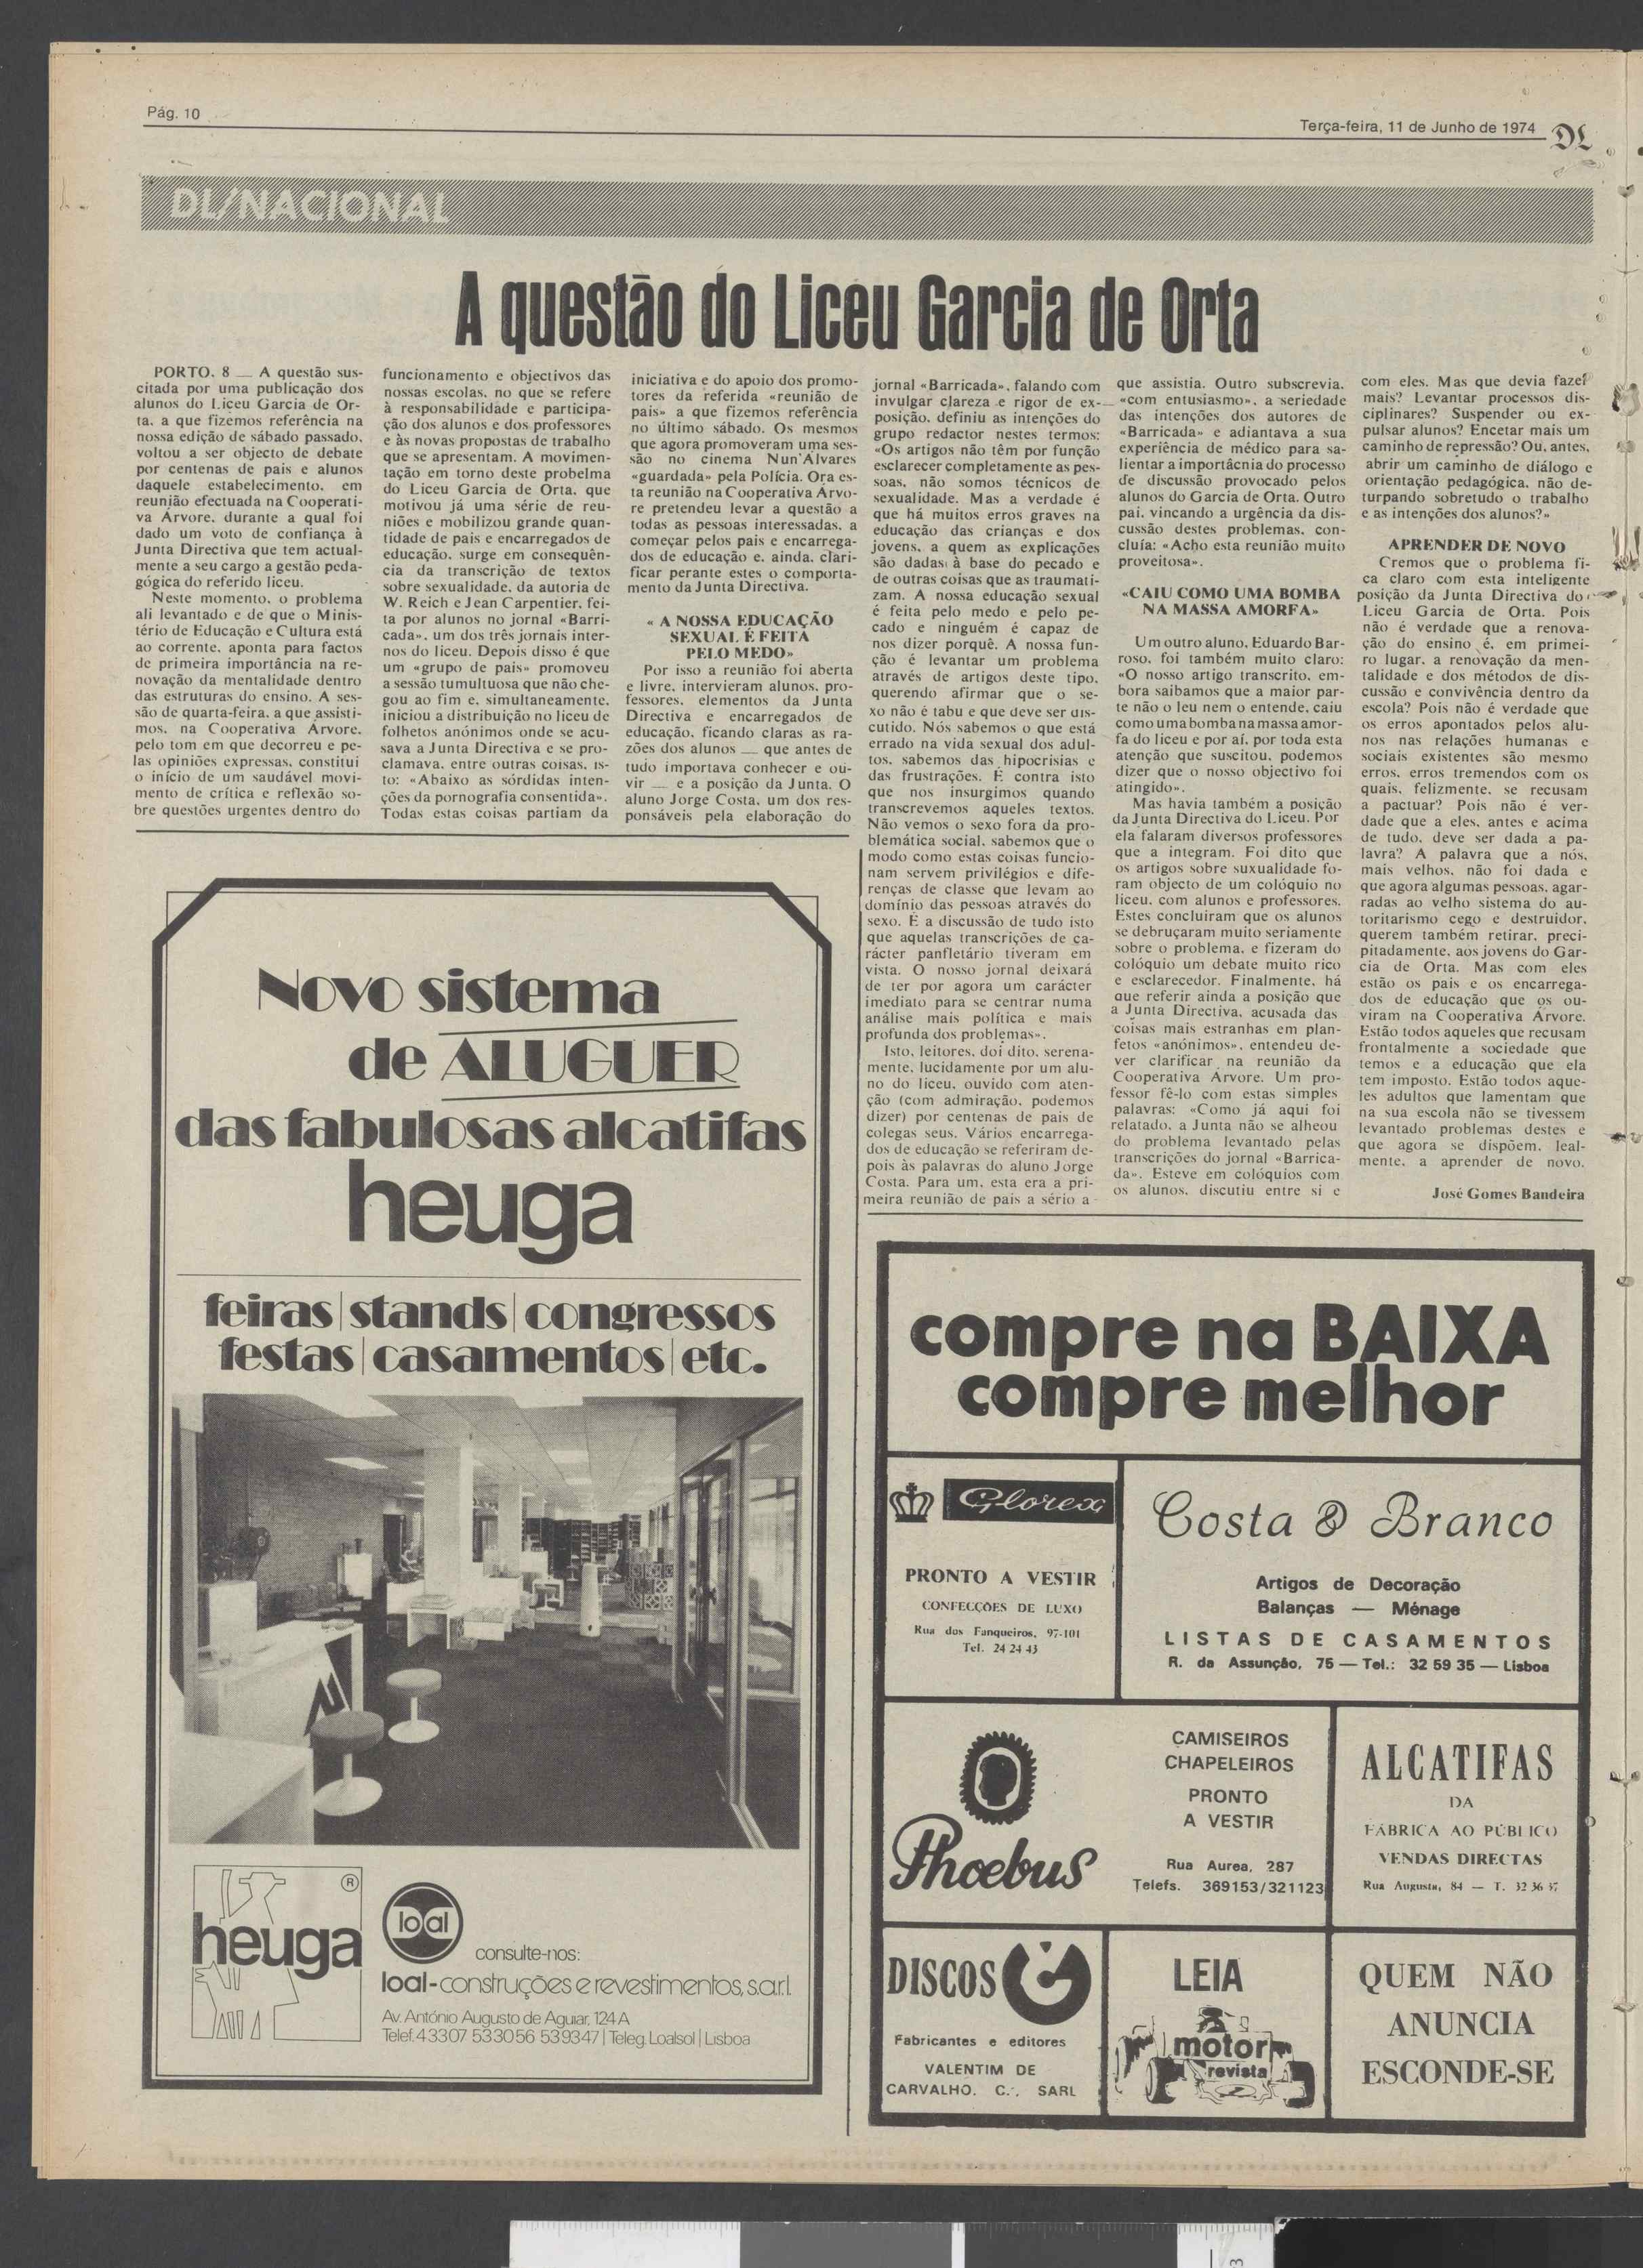 Pág. 10
Terça-feira, 11 de Junho de 1974
DL
DL/NACIONAL
A questão do Liceu Garcia de Orta
PORTO, 8 — A questão sus-
citada por uma publicação dos
alunos do Liceu Garcia de Or-
ta, a que fizemos referência na
nossa edição de sábado passado,
voltou a ser objecto de debate
por centenas de pais e alunos
daquele estabelecimento, em
reunião efectuada na Cooperati-
va Árvore, durante a qual foi
dado um voto de confiança à
Junta Directiva que tem actual-
mente a seu cargo a gestão peda-
gógica do referido liceu.
Neste momento, o problema
ali levantado e de que o Minis-
tério de Educação e Cultura está
ao corrente, aponta para factos
de primeira importância na re-
novação da mentalidade dentro
das estruturas do ensino. A ses-
são de quarta-feira, a que assisti-
mos, na Cooperativa Árvore,
pelo tom em que decorreu e pe-
las opiniões expressas, constitui
o início de um saudável movi-
mento de crítica e reflexão so-
bre questões urgentes dentro do
funcionamento e objectivos das
nossas escolas, no que se refere
à responsabilidade e participa-
ção dos alunos e dos professores
e às novas propostas de trabalho
que se apresentam. A movimen-
tação em torno deste probelma
do Liceu Garcia de Orta, que
motivou já uma série de reu-
niões e mobilizou grande quan-
tidade de pais e encarregados de
educação, surge em consequên-
cia da transcrição de textos
sobre sexualidade, da autoria de
W. Reich e Jean Carpentier, fei-
ta por alunos no jornal «Barri-
cada», um dos três jornais inter-
nos do liceu. Depois disso é que
um «grupo de pais» promoveu
a sessão tumultuosa que não che-
gou ao fim e, simultaneamente,
iniciou a distribuição no liceu de
folhetos anónimos onde se acu-
sava a Junta Directiva e se pro-
clamava, entre outras coisas, is-
to: «Abaixo as sórdidas inten-
ções da pornografia consentida».
Todas estas coisas partiam da
iniciativa e do apoio dos promo-
tores da referida «reunião de
pais» a que fizemos referência
no último sábado. Os mesmos
que agora promoveram uma ses-
são no cinema Nun'Álvares
«guardada» pela Polícia. Ora es-
ta reunião na Cooperativa Árvo-
re pretendeu levar a questão a
todas as pessoas interessadas, a
começar pelos pais e encarrega-
dos de educação e, ainda, clari-
ficar perante estes o comporta-
mento da Junta Directiva.
« A NOSSA EDUCAÇÃO
SEXUAL É FEITA
PELO MEDO»
Por isso a reunião foi aberta
e livre, intervieram alunos, pro-
fessores, elementos da Junta
Directiva e encarregados de
educação, ficando claras as ra-
zões dos alunos — que antes de
tudo importava conhecer e ou-
vir — e a posição da Junta. O
aluno Jorge Costa, um dos res-
ponsáveis pela elaboração do
jornal «Barricada», falando com
invulgar clareza e rigor de ex-
posição, definiu as intenções do
grupo redactor nestes termos:
«Os artigos não têm por função
esclarecer completamente as pes-
soas, não somos técnicos de
sexualidade. Mas a verdade é
que há muitos erros graves na
educação das crianças e dos
jovens, a quem as explicações
são dadas à base do pecado e
de outras coisas que as traumati-
zam. A nossa educação sexual
é feita pelo medo e pelo pe-
cado e ninguém é capaz de
nos dizer porquê. A nossa fun-
ção é levantar um problema
através de artigos deste tipo,
querendo afirmar que o se-
xo não é tabu e que deve ser dis-
cutido. Nós sabemos o que está
errado na vida sexual dos adul-
tos, sabemos das hipocrisias e
das frustrações. É contra isto
que nos insurgimos quando
transcrevemos aqueles textos.
Não vemos o sexo fora da pro-
blemática social, sabemos que o
modo como estas coisas funcio-
nam servem privilégios e dife-
renças de classe que levam ao
domínio das pessoas através do
sexo. É a discussão de tudo isto
que aquelas transcrições de ca-
rácter panfletário tiveram em
vista. O nosso jornal deixará
de ter por agora um carácter
imediato para se centrar numa
análise mais política e mais
profunda dos problemas».
Isto, leitores, doi dito, serena-
mente, lucidamente por um alu-
no do liceu, ouvido com aten-
ção (com admiração, podemos
dizer) por centenas de pais de
colegas seus. Vários encarrega-
dos de educação se referiram de-
pois às palavras do aluno Jorge
Costa. Para um, esta era a pri-
meira reunião de pais a sério a
que assistia. Outro subscrevia,
«com entusiasmo», a seriedade
das intenções dos autores de
«Barricada» e adiantava a sua
experiência de médico para sa-
lientar a importâcnia do processo
de discussão provocado pelos
alunos do Garcia de Orta. Outro
pai, vincando a urgência da dis-
cussão destes problemas, con-
cluía: «Acho esta reunião muito
proveitosa».
«CAIU COMO UMA BOMBA
NA MASSA AMORFA»
Um outro aluno, Eduardo Bar-
roso, foi também muito claro:
«O nosso artigo transcrito, em-
bora saibamos que a maior par-
te não o leu nem o entende, caiu
como uma bomba na massa amor-
fa do liceu e por aí, por toda esta
atenção que suscitou, podemos
dizer que o nosso objectivo foi
atingido».
Mas havia também a posição
da Junta Directiva do Liceu. Por
ela falaram diversos professores
que a integram. Foi dito que
os artigos sobre suxualidade fo-
ram objecto de um colóquio no
liceu, com alunos e professores.
Estes concluiram que os alunos
se debruçaram muito seriamente
sobre o problema, e fizeram do
colóquio um debate muito rico
e esclarecedor. Finalmente, há
que referir ainda a posição que
a Junta Directiva, acusada das
coisas mais estranhas em plan-
fetos «anónimos», entendeu de-
ver clarificar na reunião da
Cooperativa Árvore. Um pro-
fessor fê-lo com estas simples
palavras: «Como já aqui foi
relatado, a Junta não se alheou
do problema levantado pelas
transcrições do jornal «Barrica-
da». Esteve em colóquios com
os alunos, discutiu entre si e
com eles. Mas que devia fazer
mais? Levantar processos dis-
ciplinares? Suspender ou ex-
pulsar alunos? Encetar mais um
caminho de repressão? Ou, antes,
abrir um caminho de diálogo e
orientação pedagógica, não de-
turpando sobretudo o trabalho
e as intenções dos alunos?»
APRENDER DE NOVO
Cremos que o problema fi-
ca claro com esta inteligente
posição da Junta Directiva do
Liceu Garcia de Orta. Pois
não é verdade que a renova-
ção do ensino é, em primei-
ro lugar, a renovação da men-
talidade e dos métodos de dis-
cussão e convivência dentro da
escola? Pois não é verdade que
os erros apontados pelos alu-
nos nas relações humanas e
sociais existentes são mesmo
erros, erros tremendos com os
quais, felizmente, se recusam
a pactuar? Pois não é ver-
dade que a eles, antes e acima
de tudo, deve ser dada a pa-
lavra? A palavra que a nós,
mais velhos, não foi dada e
que agora algumas pessoas, agar-
radas ao velho sistema do au-
toritarismo cego e destruidor,
querem também retirar, preci-
pitadamente, aos jovens do Gar-
cia de Orta. Mas com eles
estão os pais e os encarrega-
dos de educação que os ou-
viram na Cooperativa Árvore.
Estão todos aqueles que recusam
frontalmente a sociedade que
temos e a educação que ela
tem imposto. Estão todos aque-
les adultos que lamentam que
na sua escola não se tivessem
levantado problemas destes e
que agora se dispõem, leal-
mente, a aprender de novo.
José Gomes Bandeira
Novo sistema
de ALUGUER
das fabulosas alcatifas
heuga
feiras|stands|congressos
festas|casamentos|etc.
heuga ®
loal
consulte-nos:
loal-construções e revestimentos, s.a.r.l.
Av. António Augusto de Aguiar, 124 A
Telef. 43307 533056 539347 | Teleg. Loalsol | Lisboa
compre na BAIXA
compre melhor
Glorex
PRONTO A VESTIR
CONFECÇÕES DE LUXO
Rua dos Fanqueiros, 97-101
Tel. 24 24 43
Costa & Branco
Artigos de Decoração
Balanças — Ménage
LISTAS DE CASAMENTOS
R. da Assunção, 75 — Tel.: 32 59 35 — Lisboa
Phoebus
CAMISEIROS
CHAPELEIROS
PRONTO
A VESTIR
Rua Aurea, 287
Telefs. 369153/321123
ALCATIFAS
DA
FÁBRICA AO PÚBLICO
VENDAS DIRECTAS
Rua Augusta, 84 — T. 32 36 37
DISCOS
Fabricantes e editores
VALENTIM DE
CARVALHO, C.ª, SARL
LEIA
motor
revista
QUEM NÃO
ANUNCIA
ESCONDE-SE
3